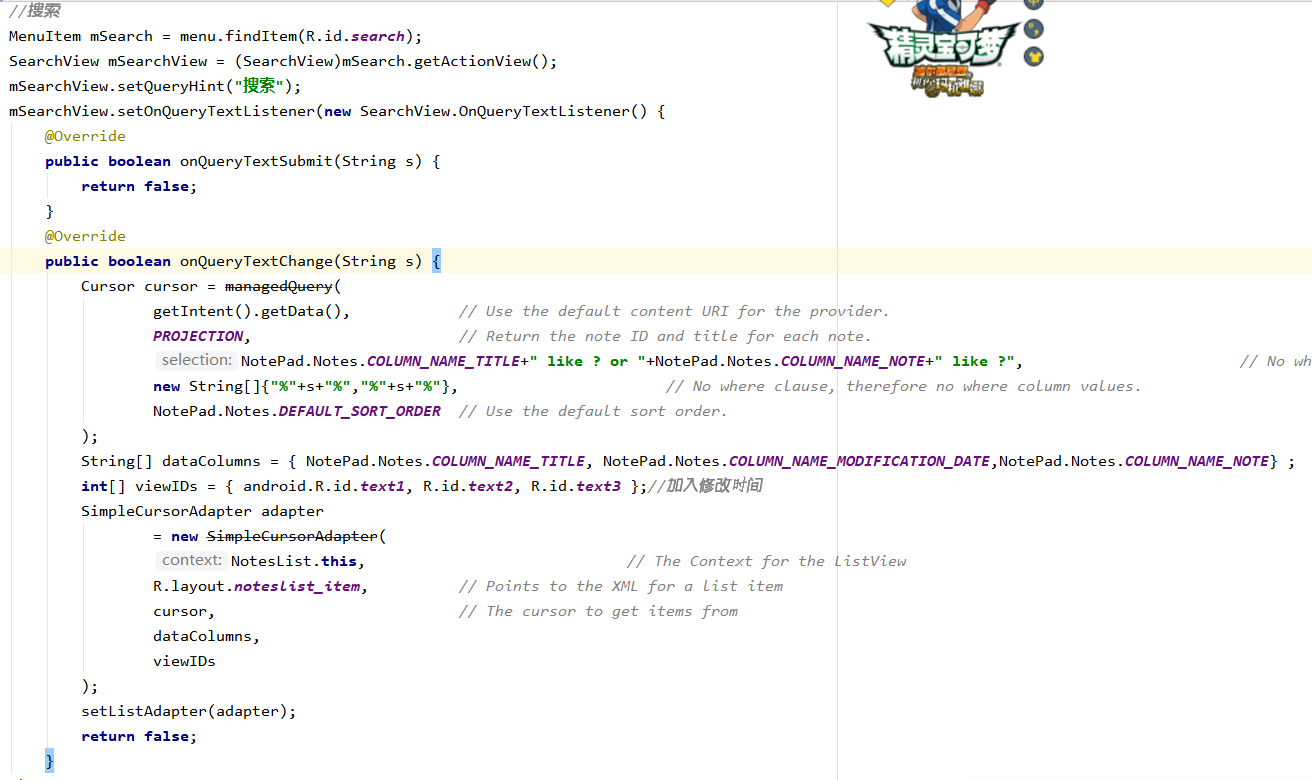 //搜索
MenuItem mSearch = menu.findItem(R.id.search);
SearchView mSearchView = (SearchView)mSearch.getActionView();
mSearchView.setQueryHint("搜索");
mSearchView.setOnQueryTextListener(new SearchView.OnQueryTextListener() {
@Override
public boolean onQueryTextSubmit(String s) {
return false;
}
@Override
public boolean onQueryTextChange(String s) {
Cursor cursor = managedQuery(
getIntent().getData(), // Use the default content URI for the provider.
PROJECTION, // Return the note ID and title for each note.
selection: NotePad.Notes.COLUMN_NAME_TITLE+" like ? or "+NotePad.Notes.COLUMN_NAME_NOTE+" like ?", // No wh
new String[]{"%"+s+"%","%"+s+"%"}, // No where clause, therefore no where column values.
NotePad.Notes.DEFAULT_SORT_ORDER // Use the default sort order.
);
String[] dataColumns = { NotePad.Notes.COLUMN_NAME_TITLE, NotePad.Notes.COLUMN_NAME_MODIFICATION_DATE,NotePad.Notes.COLUMN_NAME_NOTE} ;
int[] viewIDs = { android.R.id.text1, R.id.text2, R.id.text3 };//加入修改时间
SimpleCursorAdapter adapter
= new SimpleCursorAdapter(
context: NotesList.this, // The Context for the ListView
R.layout.noteslist_item, // Points to the XML for a list item
cursor, // The cursor to get items from
dataColumns,
viewIDs
);
setListAdapter(adapter);
return false;
}
精灵宝可梦